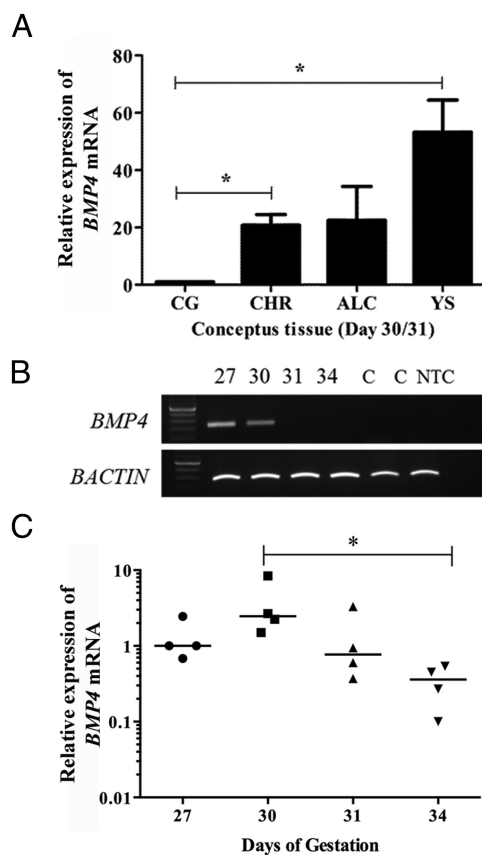 A
Relative expression of
BMP4 mRNA
80
60
40
20
0
*
*
CG CHR ALC YS
Conceptus tissue (Day 30/31)
B
27 30 31 34 C C NTC
BMP4
BACTIN
C
Relative expression of
BMP4 mRNA
10
1
0.1
0.01
*
27 30 31 34
Days of Gestation